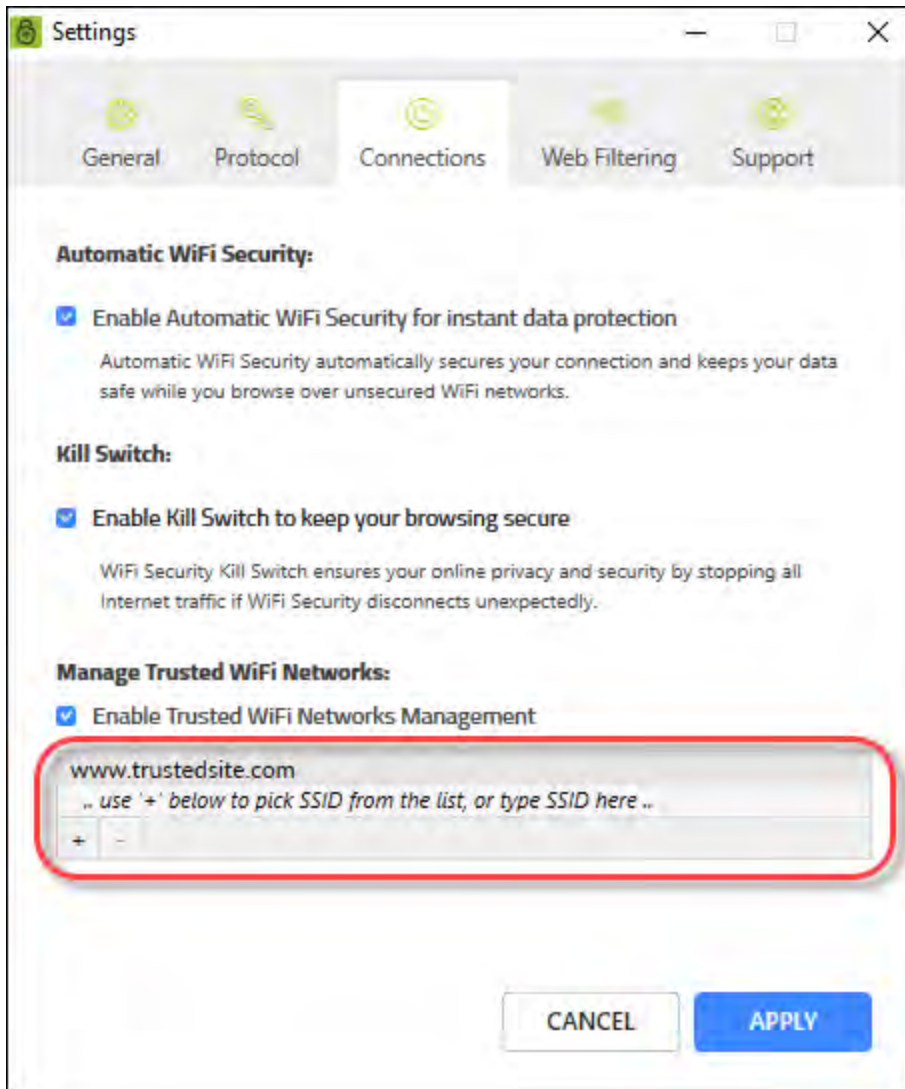 Settings
General Protocol Connections Web Filtering Support
Automatic WiFi Security:
Enable Automatic WiFi Security for instant data protection
Automatic WiFi Security automatically secures your connection and keeps your data
safe while you browse over unsecured WiFi networks.
Kill Switch:
Enable Kill Switch to keep your browsing secure
WiFi Security Kill Switch ensures your online privacy and security by stopping all
Internet traffic if WiFi Security disconnects unexpectedly.
Manage Trusted WiFi Networks:
Enable Trusted WiFi Networks Management
www.trustedsite.com
.. use '+' below to pick SSID from the list, or type SSID here ..
+ -
CANCEL APPLY